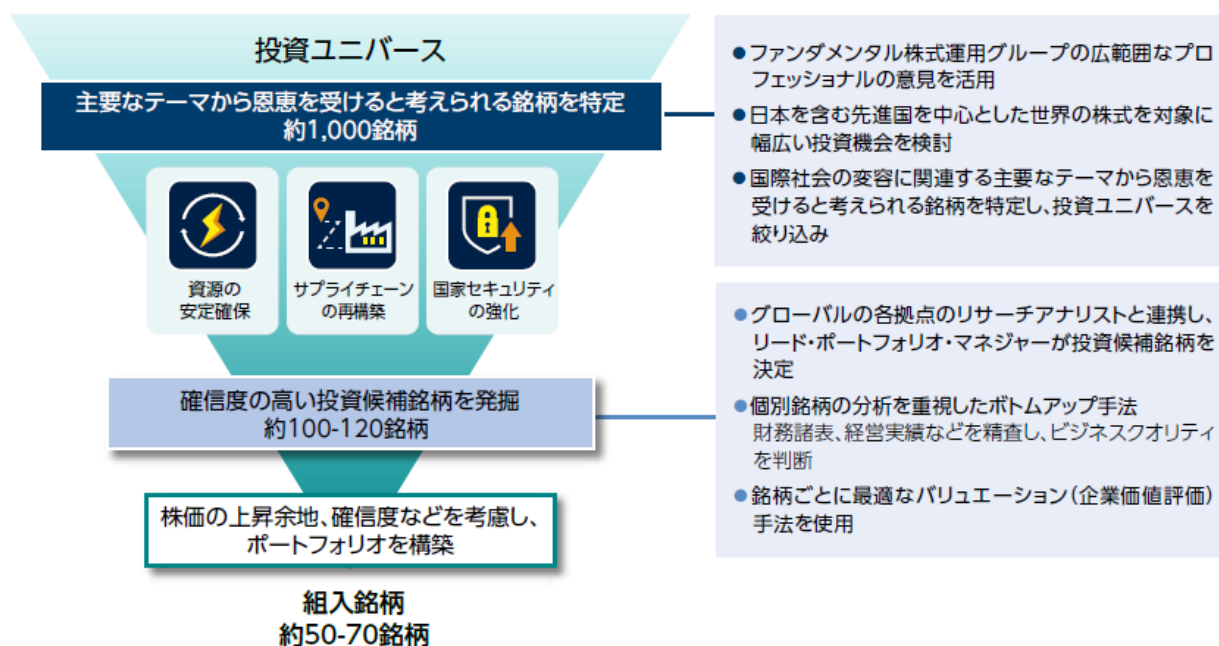 投資ユニバース
主要なテーマから恩恵を受けると考えられる銘柄を特定
約1,000銘柄
資源の
安定確保
サプライチェーン
の再構築
国家セキュリティ
の強化
確信度の高い投資候補銘柄を発掘
約100-120銘柄
株価の上昇余地、確信度などを考慮し、
ポートフォリオを構築
組入銘柄
約50-70銘柄
●ファンダメンタル株式運用グループの広範囲なプロ
フェッショナルの意見を活用
●日本を含む先進国を中心とした世界の株式を対象に
幅広い投資機会を検討
●国際社会の変容に関連する主要なテーマから恩恵を
受けると考えられる銘柄を特定し、投資ユニバースを
絞り込み
●グローバルの各拠点のリサーチアナリストと連携し、
リード・ポートフォリオ・マネジャーが投資候補銘柄を
決定
●個別銘柄の分析を重視したボトムアップ手法
財務諸表、経営実績などを精査し、ビジネスクオリティ
を判断
●銘柄ごとに最適なバリュエーション(企業価値評価)
手法を使用